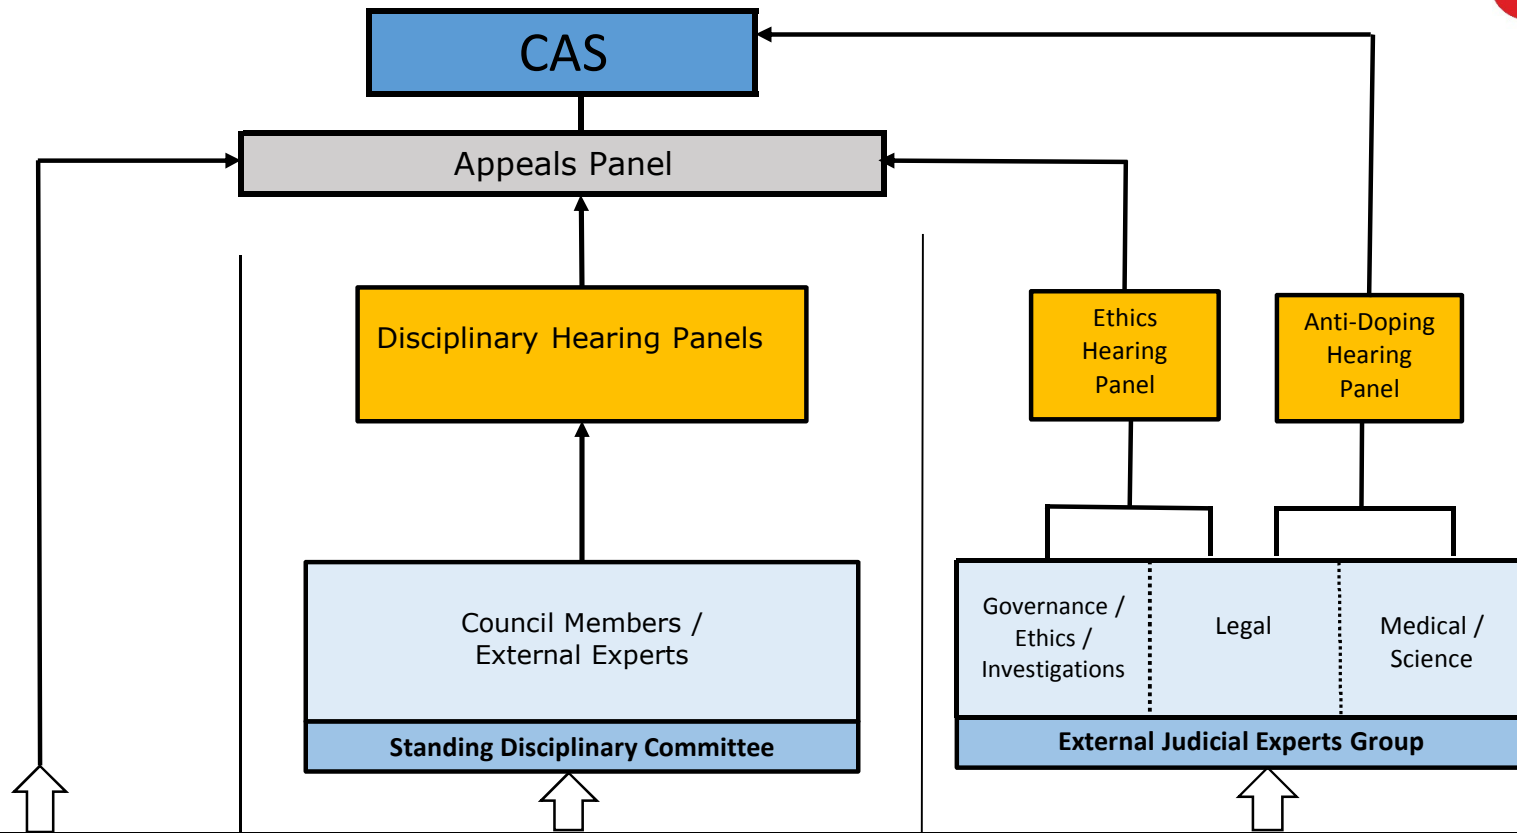 CAS
Appeals Panel
Disciplinary Hearing Panels
Ethics
Hearing
Panel
Anti-Doping
Hearing
Panel
Council Members /
External Experts
Standing Disciplinary Committee
Governance /
Ethics /
Investigations
Legal
Medical /
Science
External Judicial Experts Group